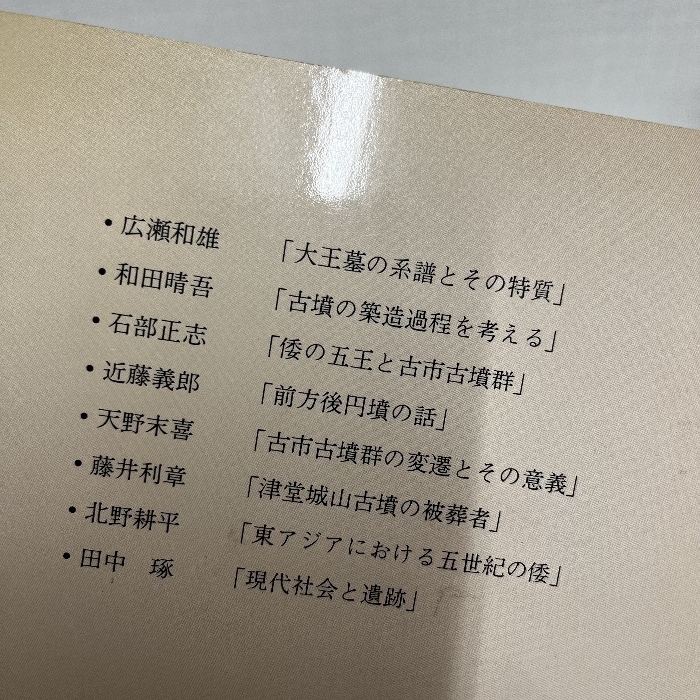 ・広瀬和雄　「大王墓の系譜とその特質」
・和田晴吾　「古墳の築造過程を考える」
・石部正志　「倭の五王と古市古墳群」
・近藤義郎　「前方後円墳の話」
・天野末喜　「古市古墳群の変遷とその意義」
・藤井利章　「津堂城山古墳の被葬者」
・北野耕平　「東アジアにおける五世紀の倭」
・田中　琢　「現代社会と遺跡」